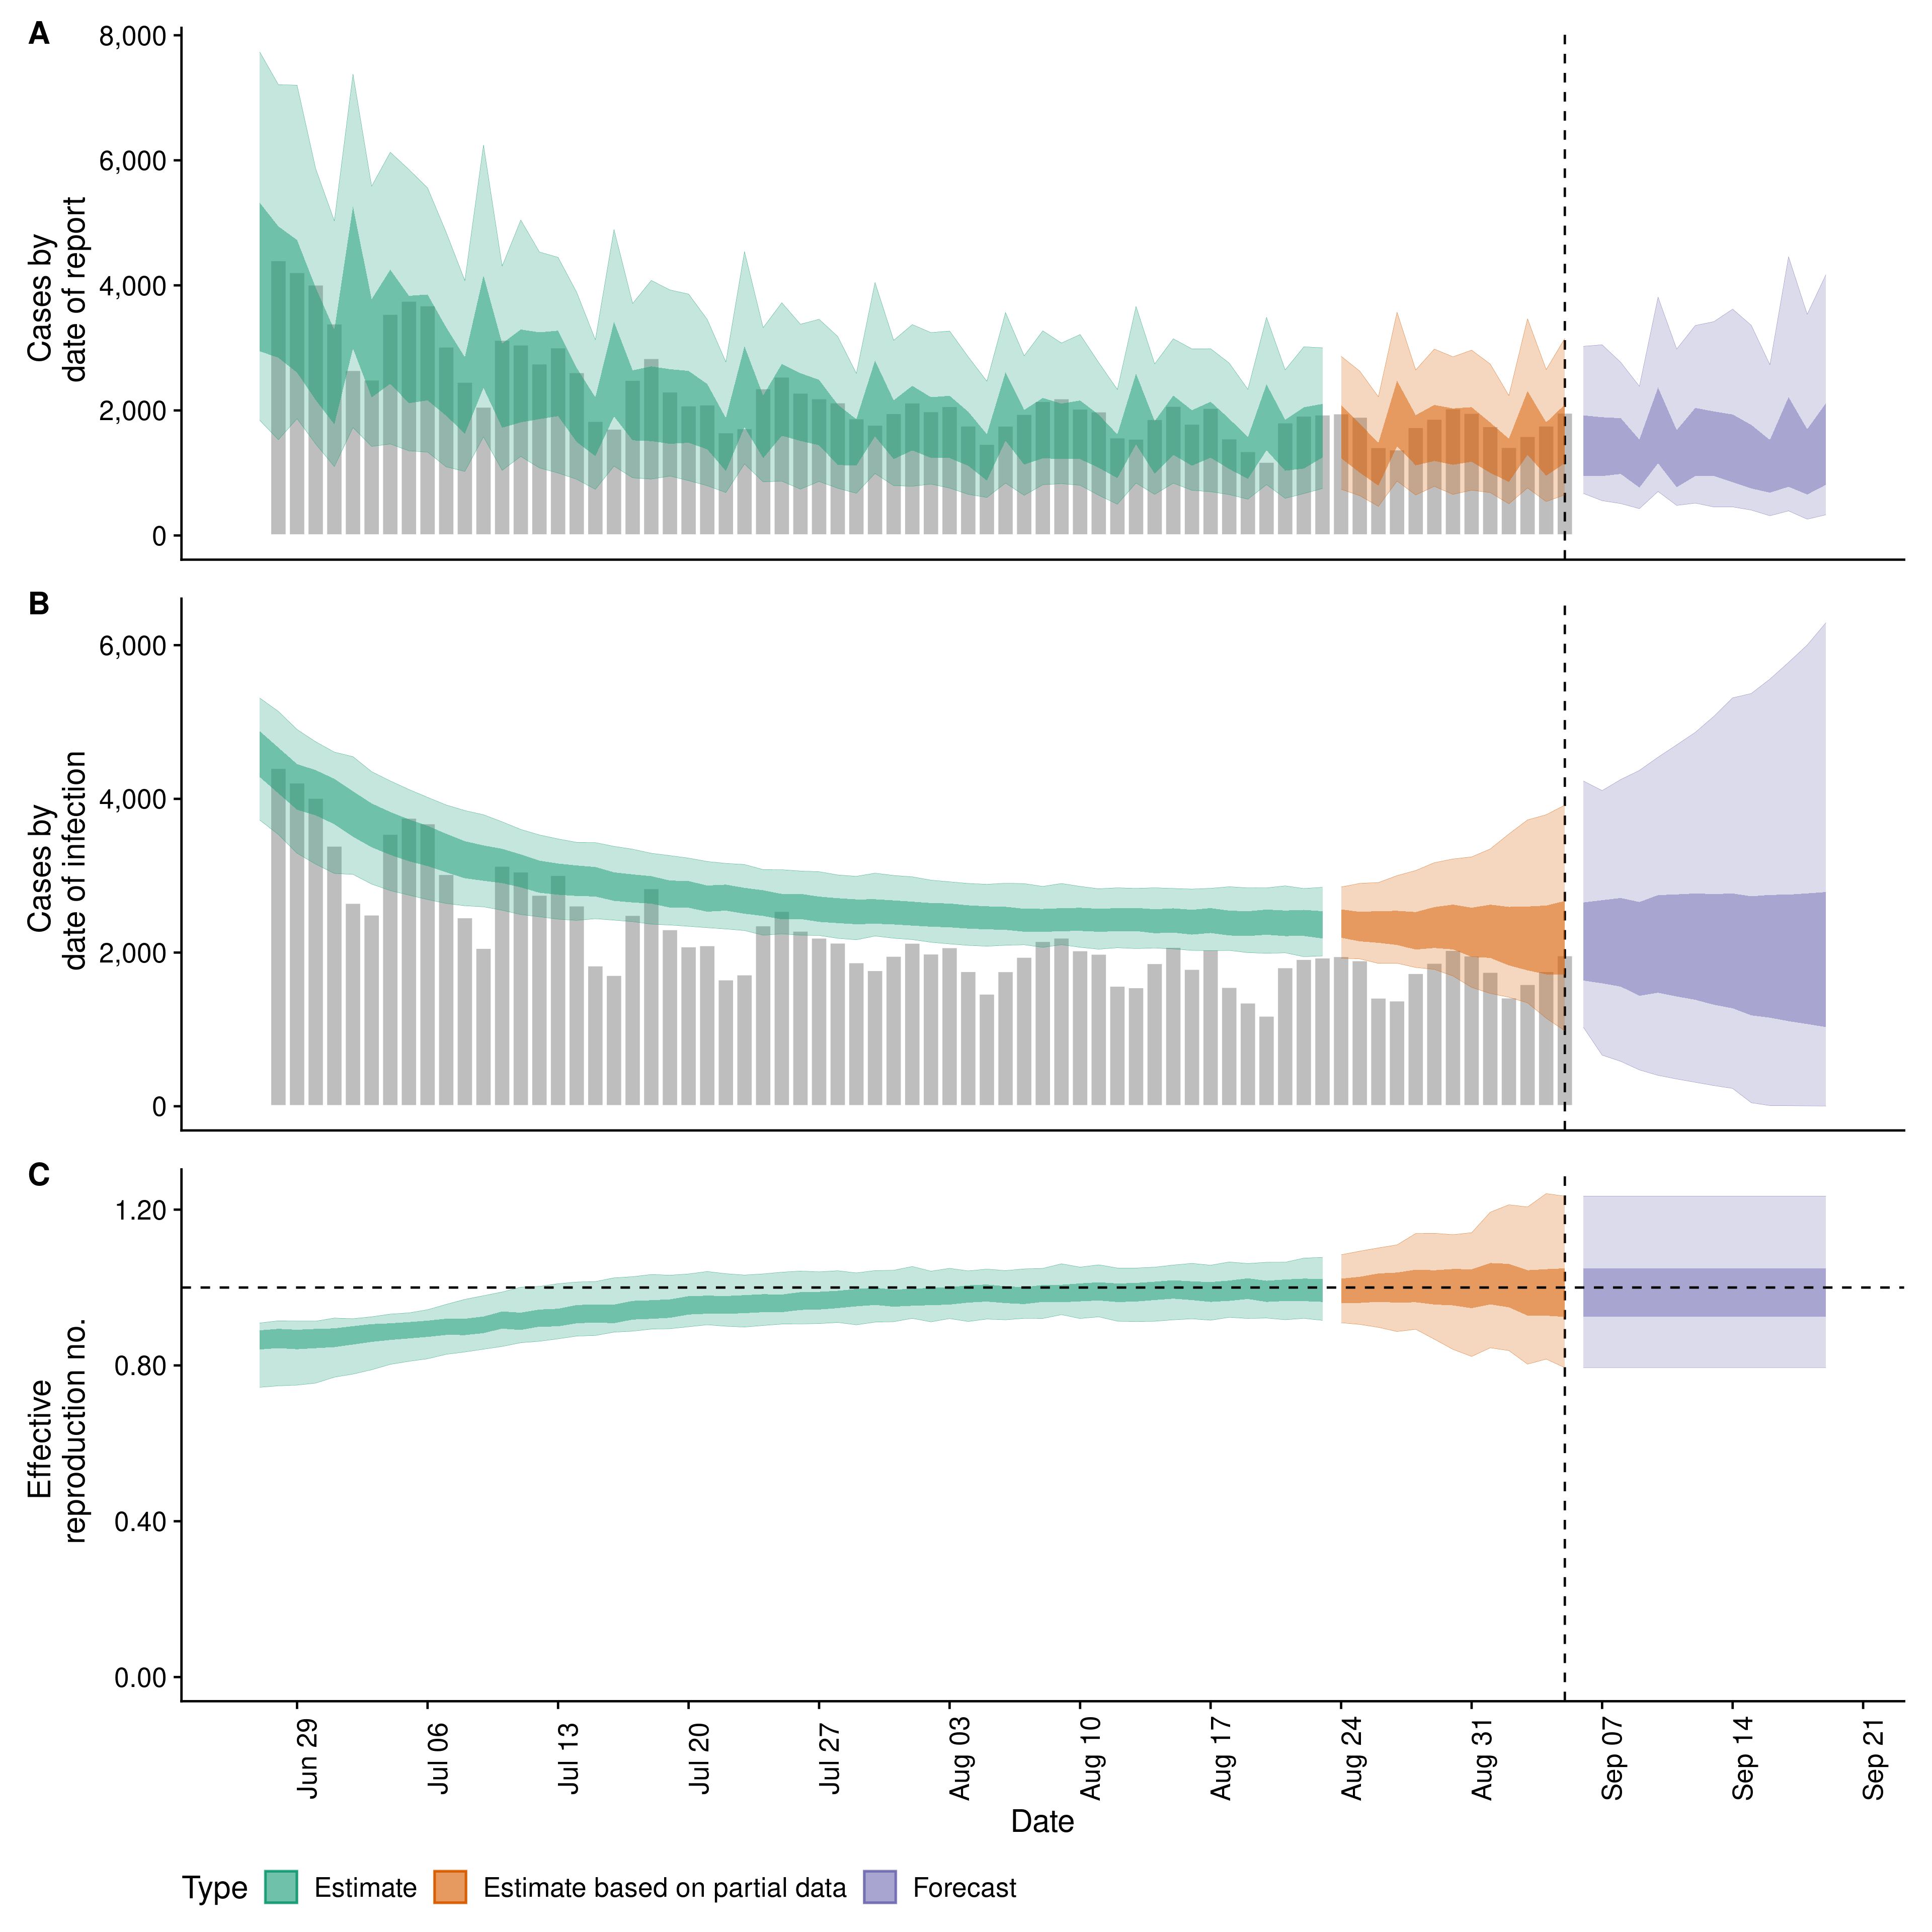 A
8,000
6,000
4,000
2,000
0
Cases by
date of report
B
6,000
4,000
2,000
0
Cases by
date of infection
C
1.20
0.80
0.40
0.00
Effective
reproduction no.
Jun 29
Jul 06
Jul 13
Jul 20
Jul 27
Aug 03
Aug 10
Aug 17
Aug 24
Aug 31
Sep 07
Sep 14
Sep 21
Date
Type Estimate Estimate based on partial data Forecast